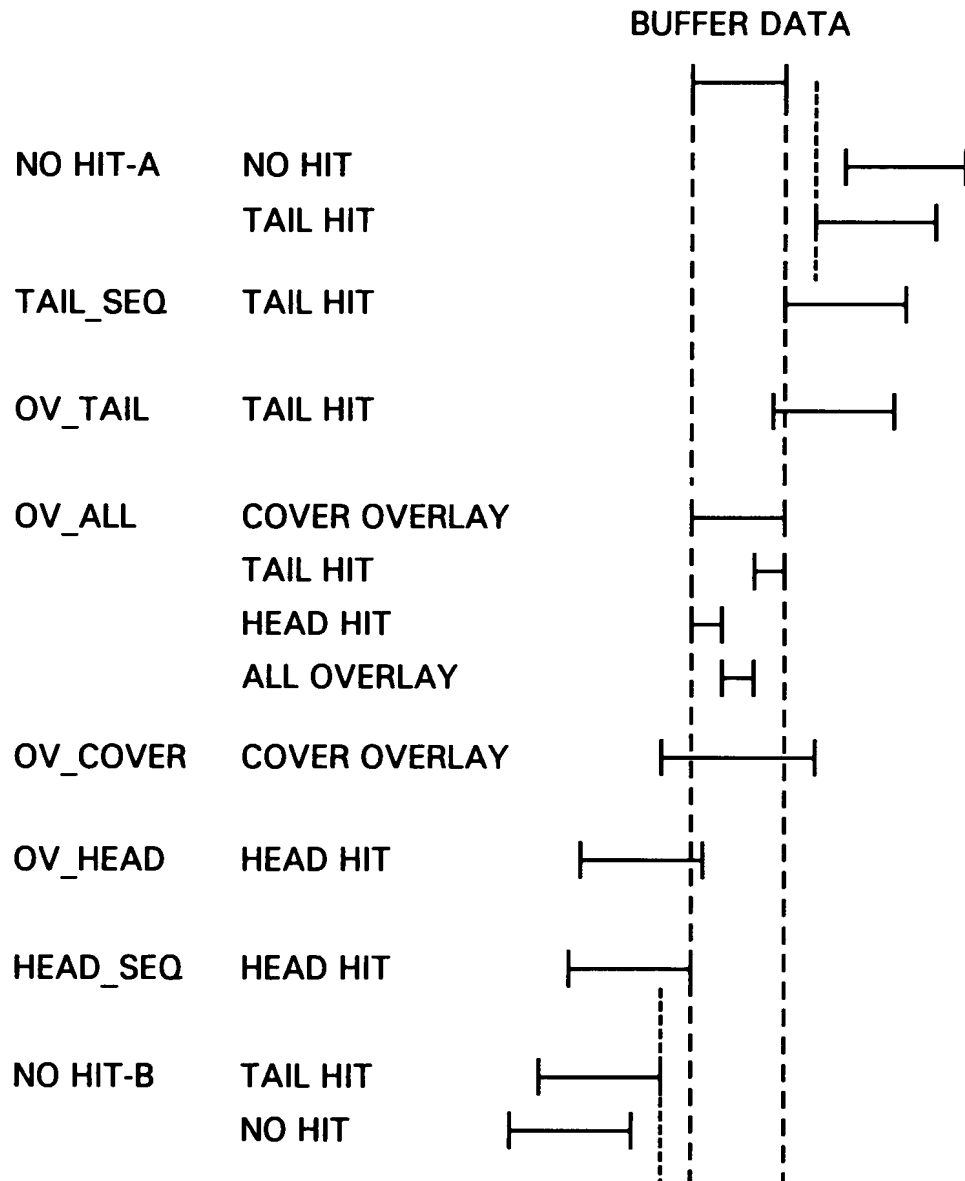 BUFFER DATA
NO HIT-A NO HIT
TAIL HIT
TAIL_SEQ TAIL HIT
OV_TAIL TAIL HIT
OV_ALL COVER OVERLAY
TAIL HIT
HEAD HIT
ALL OVERLAY
OV_COVER COVER OVERLAY
OV_HEAD HEAD HIT
HEAD_SEQ HEAD HIT
NO HIT-B TAIL HIT
NO HIT